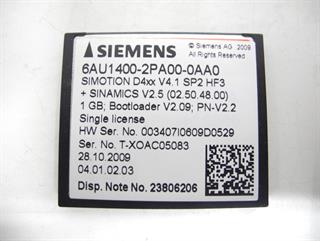 SIEMENS
© Siemens AG 2009
All Rights Reserved
6AU1400-2PA00-0AA0
SIMOTION D4xx V4.1 SP2 HF3
+ SINAMICS V2.5 (02.50.48.00)
1 GB; Bootloader V2.09; PN-V2.2
Single license
HW Ser. No. 003407I0609D0529
Ser. No. T-XOAC05083
28.10.2009
04.01.02.03
Disp. Note No. 23806206